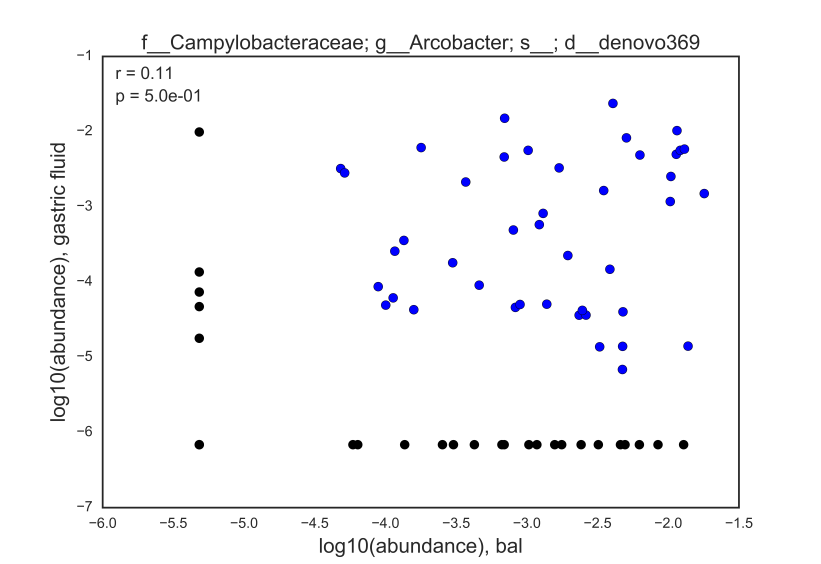 f__Campylobacteraceae; g__Arcobacter; s__; d__denovo369
r = 0.11
p = 5.0e-01
−1
−2
−3
−4
−5
−6
−7
log10(abundance), gastric fluid
−6.0 −5.5 −5.0 −4.5 −4.0 −3.5 −3.0 −2.5 −2.0 −1.5
log10(abundance), bal